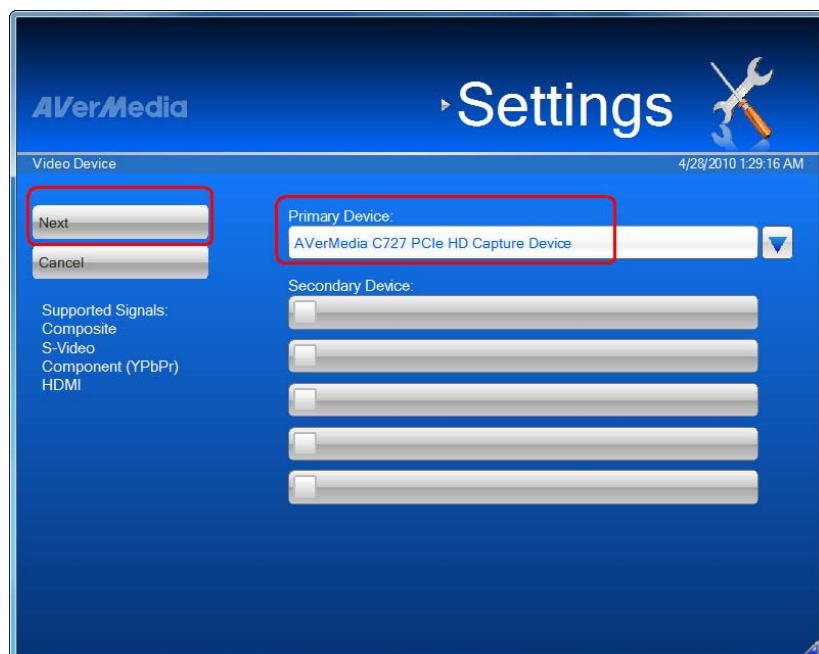 AVerMedia
Settings
Video Device
4/28/2010 1:29:16 AM
Next
Cancel
Supported Signals:
Composite
S-Video
Component (YPbPr)
HDMI
Primary Device:
AVerMedia C727 PCIe HD Capture Device
Secondary Device: